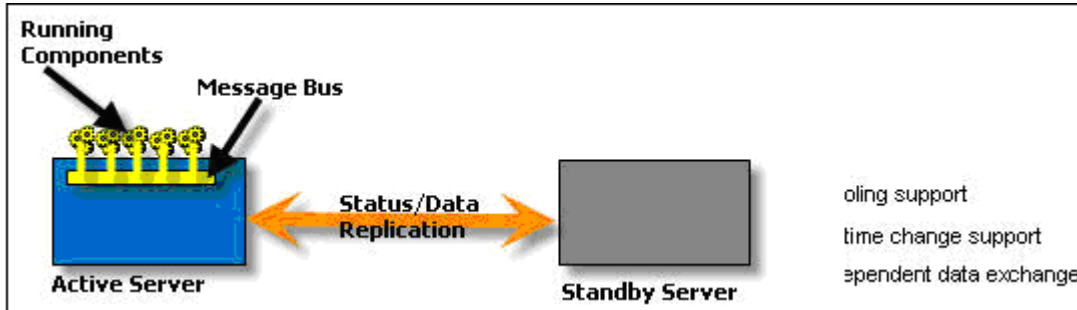 Running
Components
Message Bus
Status/Data
Replication
oling support
time change support
ependent data exchange
Active Server
Standby Server